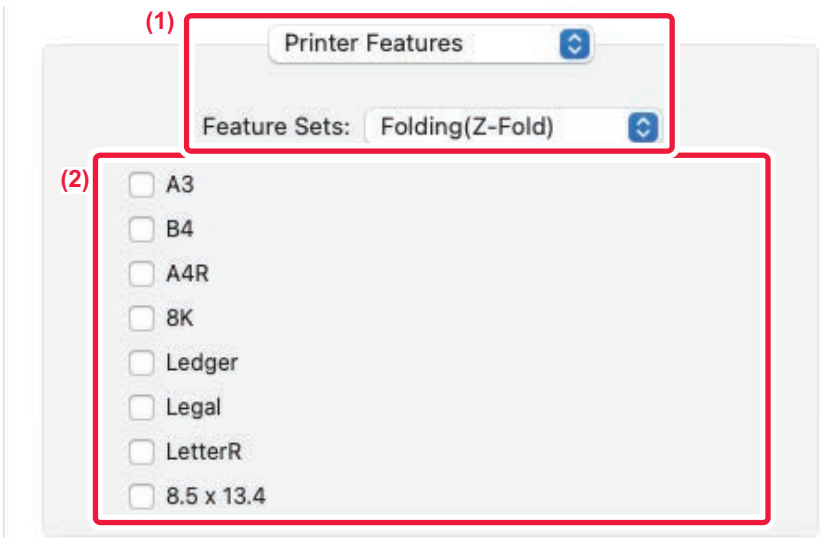 (1)
Printer Features
Feature Sets: Folding(Z-Fold)
(2)
A3
B4
A4R
8K
Ledger
Legal
LetterR
8.5 x 13.4